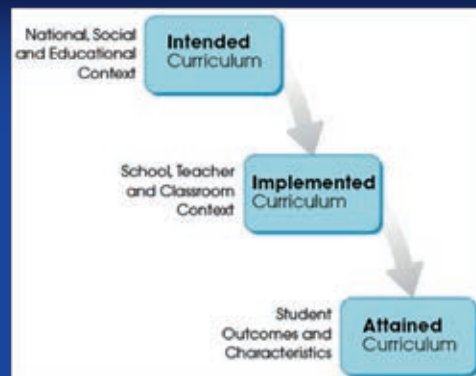 National, Social
and Educational
Context
Intended
Curriculum
School, Teacher
and Classroom
Context
Implemented
Curriculum
Student
Outcomes and
Characteristics
Attained
Curriculum